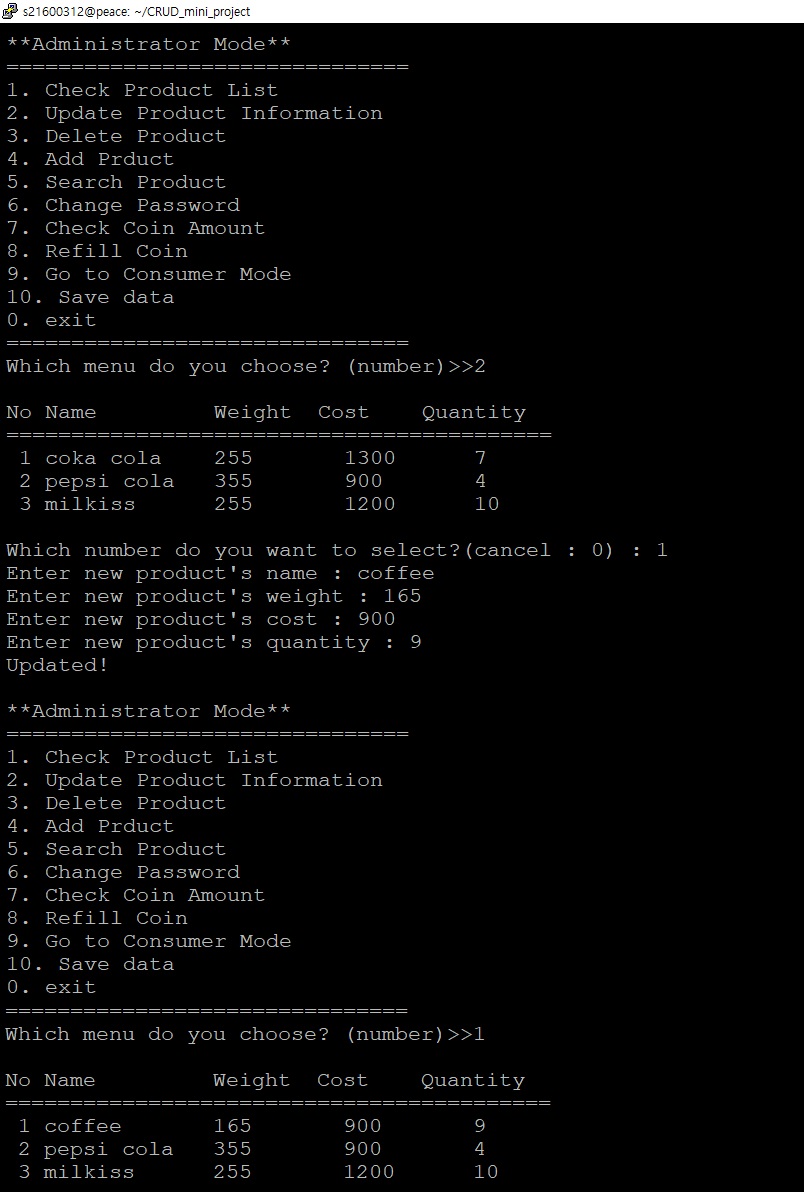 s21600312@peace: ~/CRUD_mini_project
**Administrator Mode**
===============================
1. Check Product List
2. Update Product Information
3. Delete Product
4. Add Prduct
5. Search Product
6. Change Password
7. Check Coin Amount
8. Refill Coin
9. Go to Consumer Mode
10. Save data
0. exit
===============================
Which menu do you choose? (number)>>2
No Name         Weight  Cost    Quantity
==========================================
 1 coka cola    255       1300      7
 2 pepsi cola   355       900       4
 3 milkiss      255       1200      10
Which number do you want to select?(cancel : 0) : 1
Enter new product's name : coffee
Enter new product's weight : 165
Enter new product's cost : 900
Enter new product's quantity : 9
Updated!
**Administrator Mode**
===============================
1. Check Product List
2. Update Product Information
3. Delete Product
4. Add Prduct
5. Search Product
6. Change Password
7. Check Coin Amount
8. Refill Coin
9. Go to Consumer Mode
10. Save data
0. exit
===============================
Which menu do you choose? (number)>>1
No Name         Weight  Cost    Quantity
==========================================
 1 coffee       165       900       9
 2 pepsi cola   355       900       4
 3 milkiss      255       1200      10